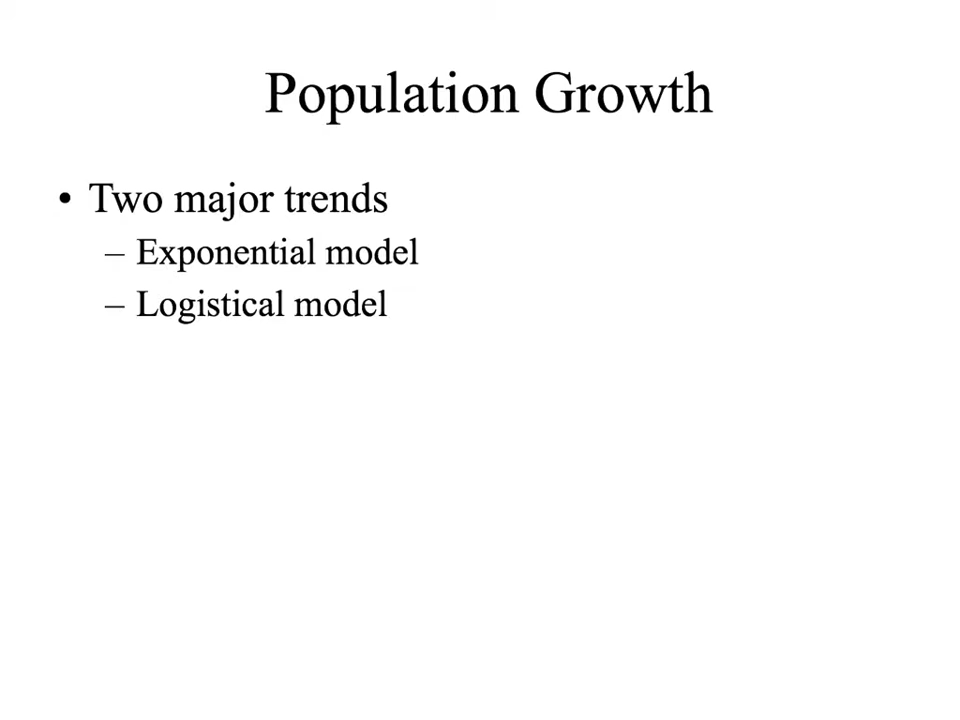 Population Growth
• Two major trends
– Exponential model
– Logistical model